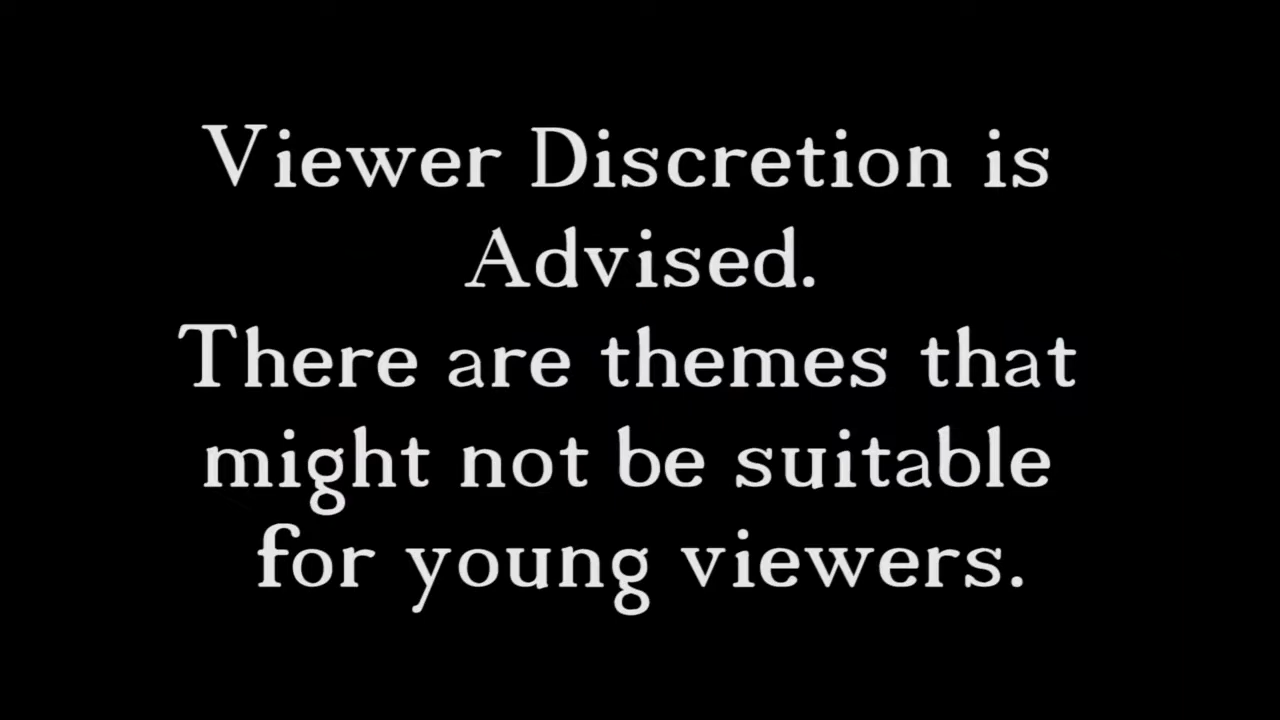 Viewer Discretion is
Advised.
There are themes that
might not be suitable
for young viewers.